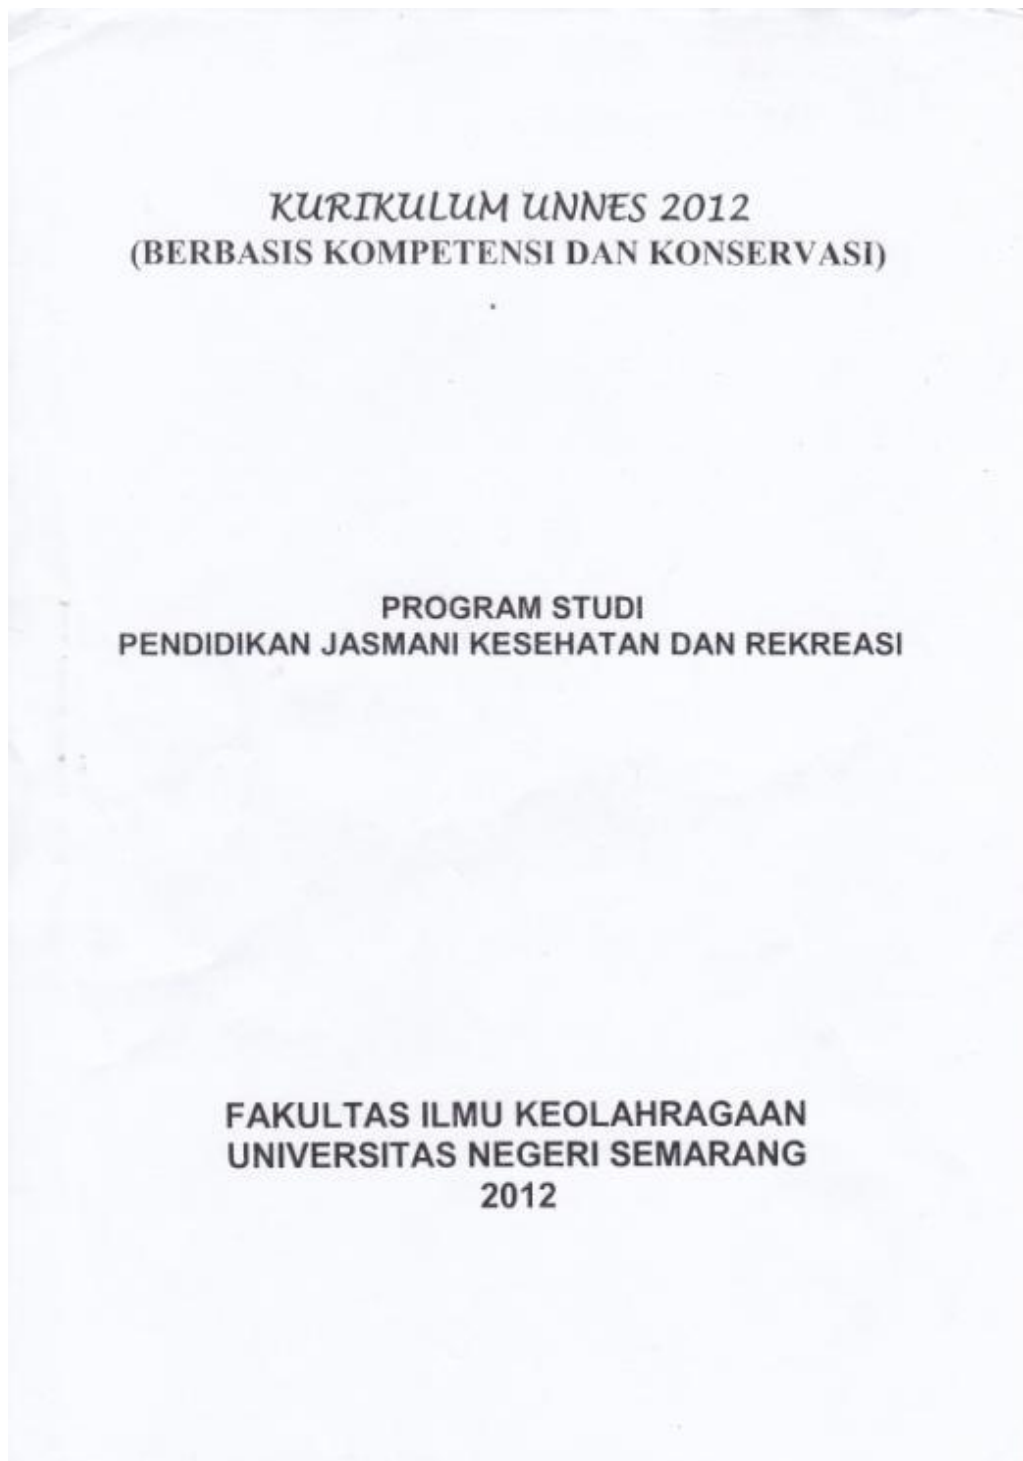 KURIKULUM UNNES 2012
(BERBASIS KOMPETENSI DAN KONSERVASI)
PROGRAM STUDI
PENDIDIKAN JASMANI KESEHATAN DAN REKREASI
FAKULTAS ILMU KEOLAHRAGAAN
UNIVERSITAS NEGERI SEMARANG
2012